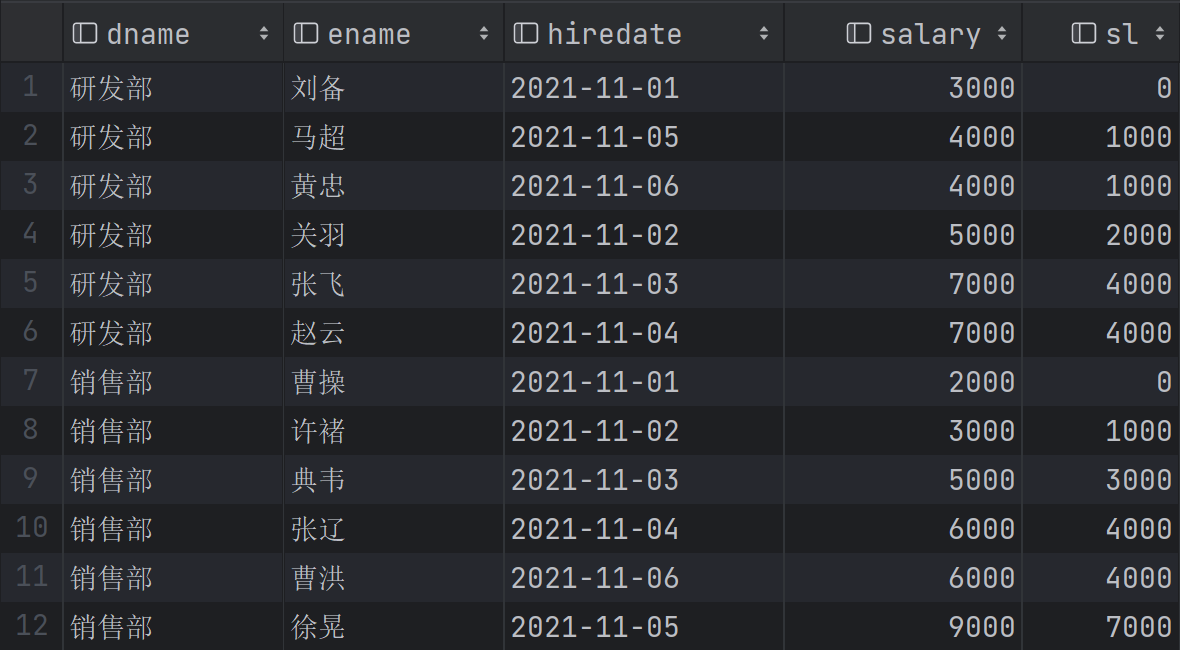 dname ename hiredate salary sl
1 研发部 刘备 2021-11-01 3000 0
2 研发部 马超 2021-11-05 4000 1000
3 研发部 黄忠 2021-11-06 4000 1000
4 研发部 关羽 2021-11-02 5000 2000
5 研发部 张飞 2021-11-03 7000 4000
6 研发部 赵云 2021-11-04 7000 4000
7 销售部 曹操 2021-11-01 2000 0
8 销售部 许褚 2021-11-02 3000 1000
9 销售部 典韦 2021-11-03 5000 3000
10 销售部 张辽 2021-11-04 6000 4000
11 销售部 曹洪 2021-11-06 6000 4000
12 销售部 徐晃 2021-11-05 9000 7000